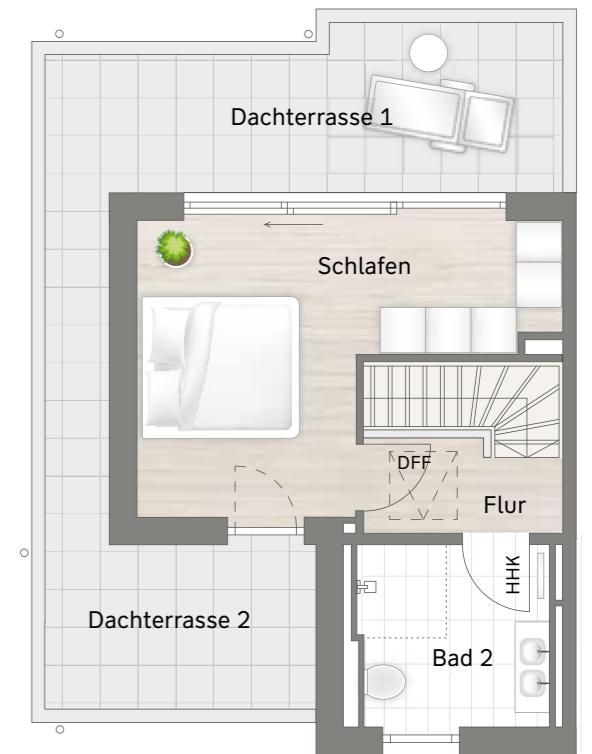 Dachterrasse 1
Schlafen
DFF
Flur
HHK
Dachterrasse 2
Bad 2